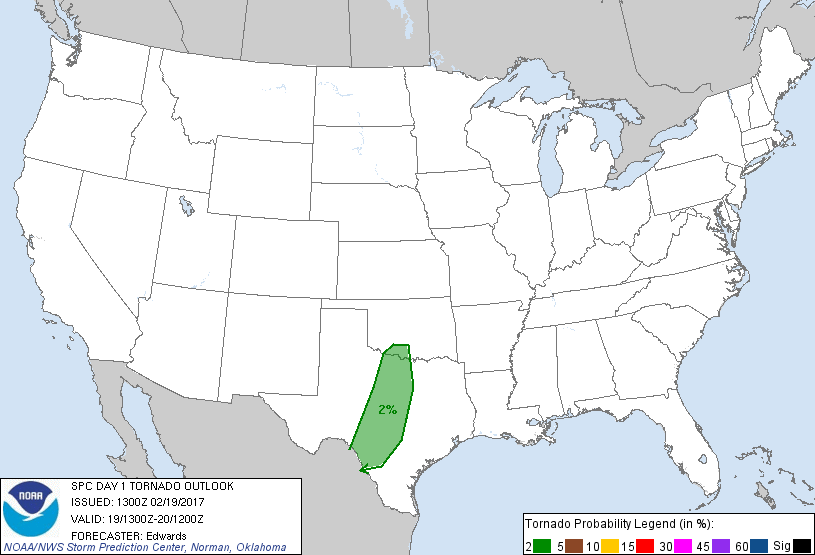 2%
NOAA
SPC DAY 1 TORNADO OUTLOOK
ISSUED: 1300Z 02/19/2017
VALID: 19/1300Z-20/1200Z
FORECASTER: Edwards
NOAA/NWS Storm Prediction Center, Norman, Oklahoma
Tornado Probability Legend (in %):
2 5 10 15 30 45 60 Sig